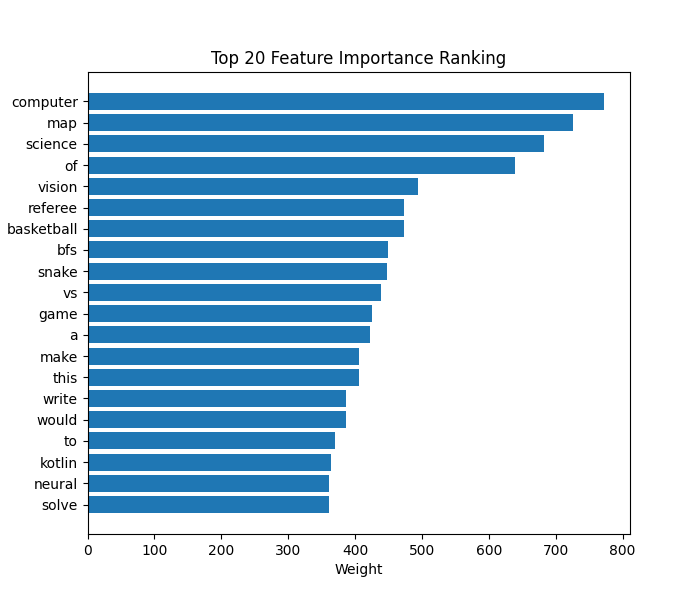 Top 20 Feature Importance Ranking
computer
map
science
of
vision
referee
basketball
bfs
snake
vs
game
a
make
this
write
would
to
kotlin
neural
solve
0 100 200 300 400 500 600 700 800
Weight